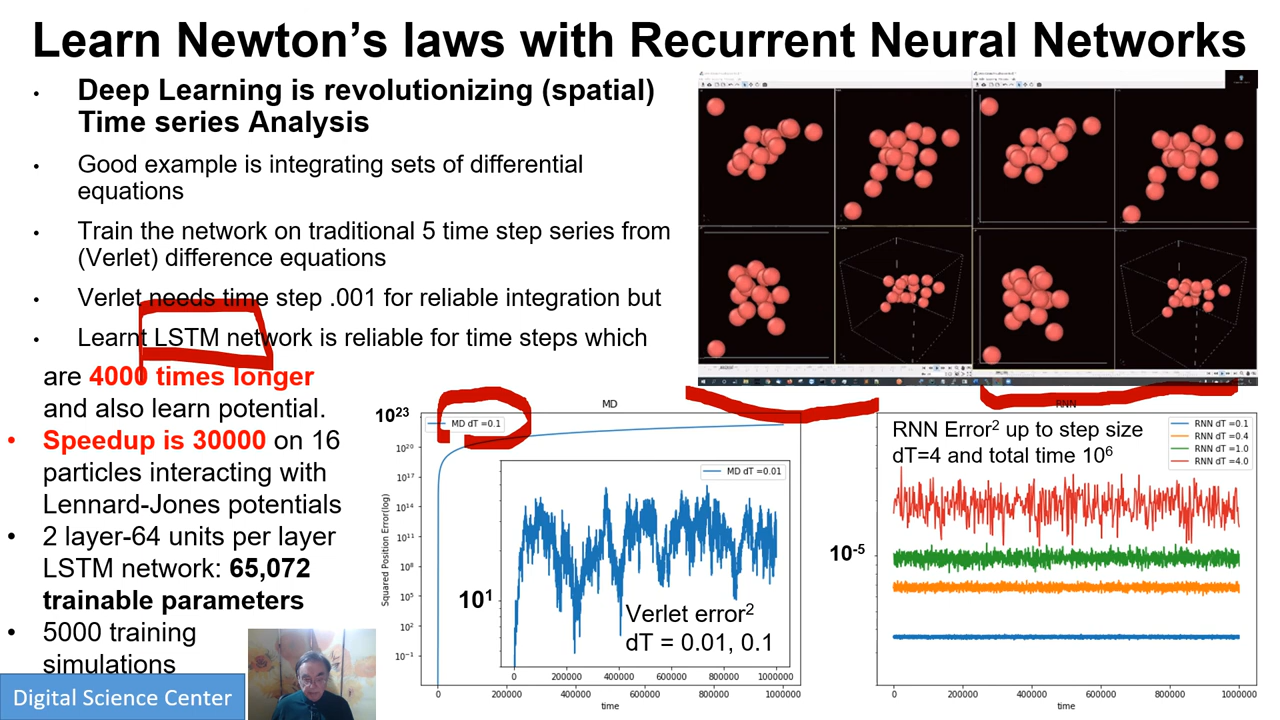 Learn Newton’s laws with Recurrent Neural Networks
• Deep Learning is revolutionizing (spatial)
Time series Analysis
• Good example is integrating sets of differential
equations
• Train the network on traditional 5 time step series from
(Verlet) difference equations
• Verlet needs time step .001 for reliable integration but
• Learnt LSTM network is reliable for time steps which
are 4000 times longer
and also learn potential.
• Speedup is 30000 on 16
particles interacting with
Lennard-Jones potentials
• 2 layer-64 units per layer
LSTM network: 65,072
trainable parameters
• 5000 training
simulations
Digital Science Center
MD
10²³
MD dT =0.1
10²⁰
10¹⁷
10¹⁴
10¹¹
10⁸
10⁵
10²
10⁻¹
Squared Position Error(log)
MD dT =0.01
10¹
Verlet error²
dT = 0.01, 0.1
0 200000 400000 600000 800000 1000000
0 200000 400000 600000 800000 1000000
time
RNN
RNN Error² up to step size
dT=4 and total time 10⁶
RNN dT =0.1
RNN dT =0.4
RNN dT =1.0
RNN dT =4.0
10⁻⁵
0 200000 400000 600000 800000 1000000
time